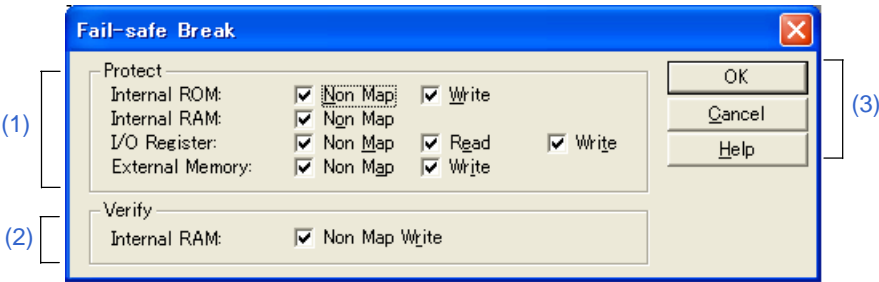 Fail-safe Break
Protect
Internal ROM: Non Map Write
Internal RAM: Non Map
I/O Register: Non Map Read Write
External Memory: Non Map Write
Verify
Internal RAM: Non Map Write
OK
Cancel
Help
(1)
(2)
(3)